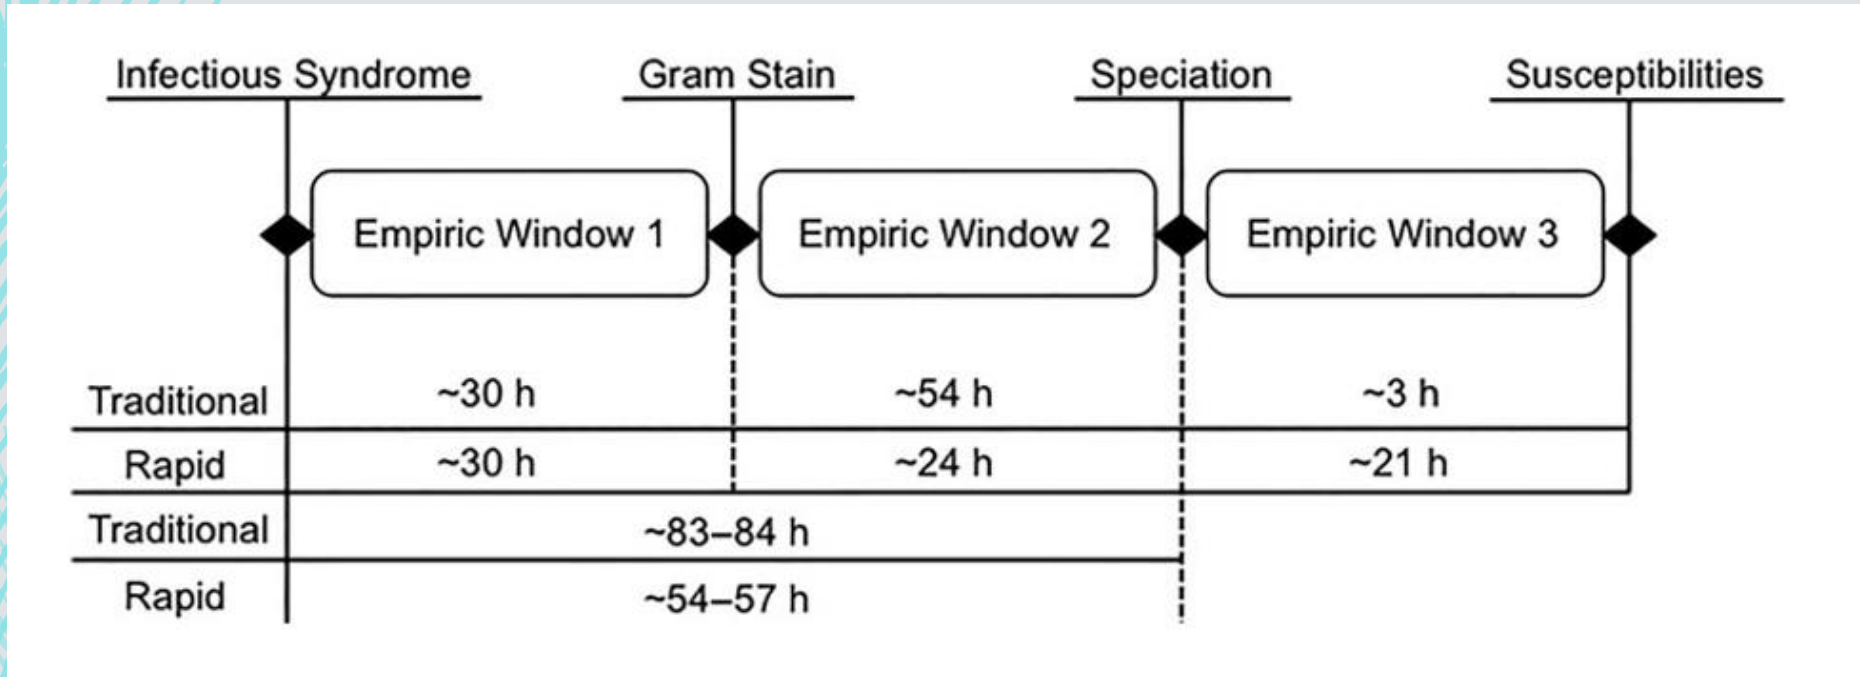 Infectious Syndrome Gram Stain Speciation Susceptibilities
Empiric Window 1 Empiric Window 2 Empiric Window 3
Traditional ~30 h ~54 h ~3 h
Rapid ~30 h ~24 h ~21 h
Traditional ~83–84 h
Rapid ~54–57 h